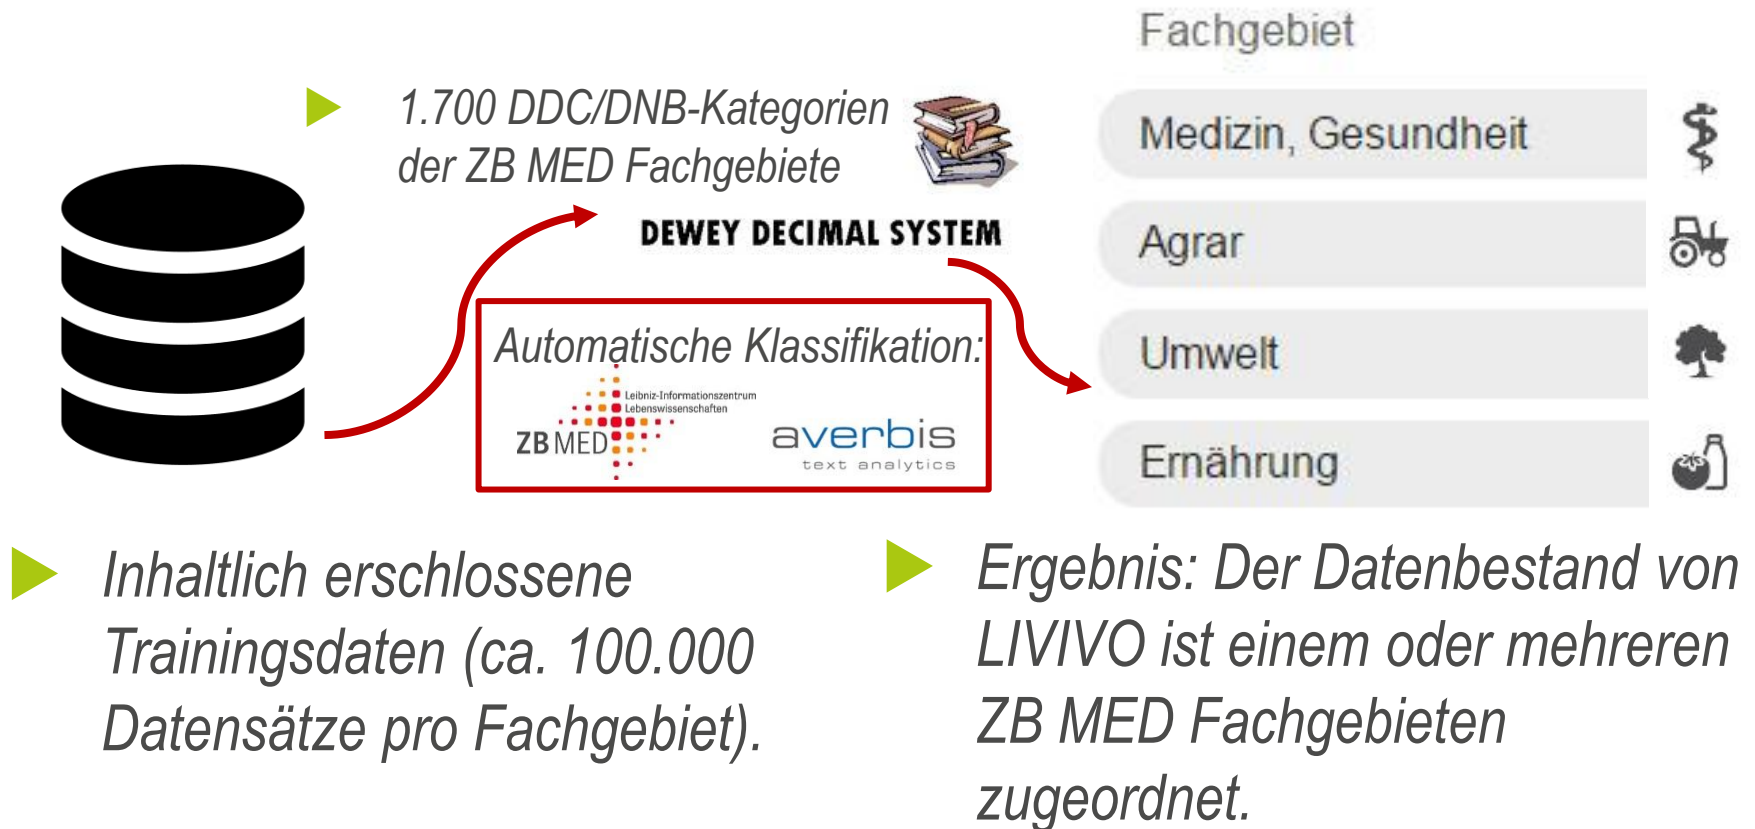 1.700 DDC/DNB-Kategorien
der ZB MED Fachgebiete
DEWEY DECIMAL SYSTEM
Automatische Klassifikation:
Leibniz-Informationszentrum
Lebenswissenschaften
ZB MED
averbis
text analytics
Fachgebiet
Medizin, Gesundheit
Agrar
Umwelt
Ernährung
Inhaltlich erschlossene
Trainingsdaten (ca. 100.000
Datensätze pro Fachgebiet).
Ergebnis: Der Datenbestand von
LIVIVO ist einem oder mehreren
ZB MED Fachgebieten
zugeordnet.